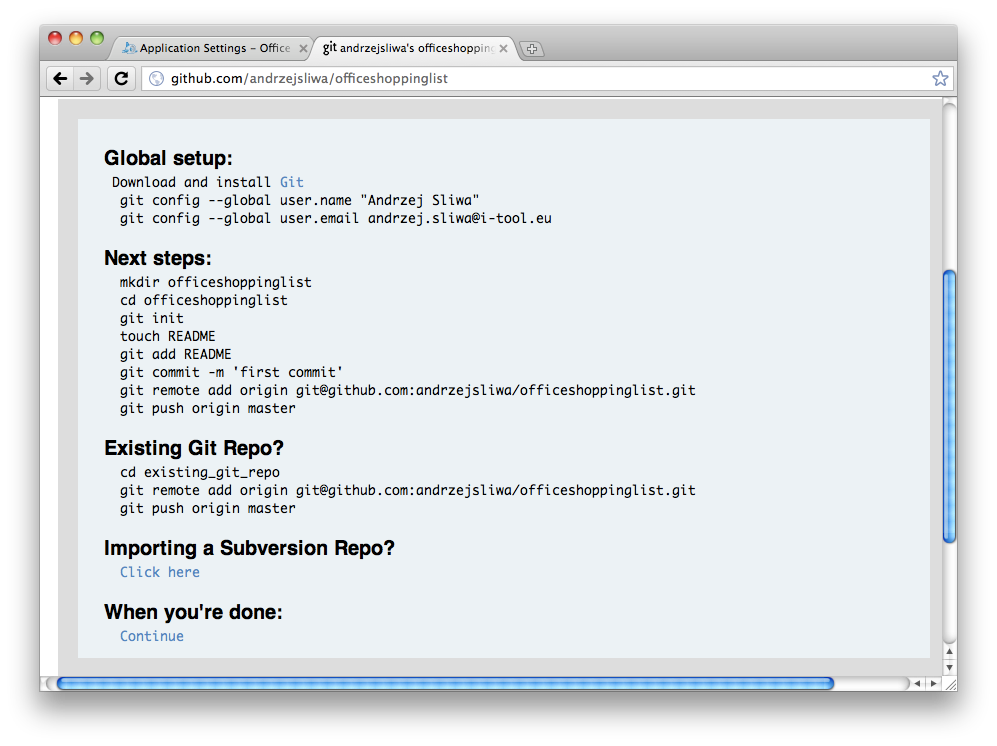 Application Settings – Office
git andrzejsliwa's officeshopping
github.com/andrzejsliwa/officeshoppinglist
Global setup:
Download and install Git
git config --global user.name "Andrzej Sliwa"
git config --global user.email andrzej.sliwa@i-tool.eu
Next steps:
mkdir officeshoppinglist
cd officeshoppinglist
git init
touch README
git add README
git commit -m 'first commit'
git remote add origin git@github.com:andrzejsliwa/officeshoppinglist.git
git push origin master
Existing Git Repo?
cd existing_git_repo
git remote add origin git@github.com:andrzejsliwa/officeshoppinglist.git
git push origin master
Importing a Subversion Repo?
Click here
When you're done:
Continue